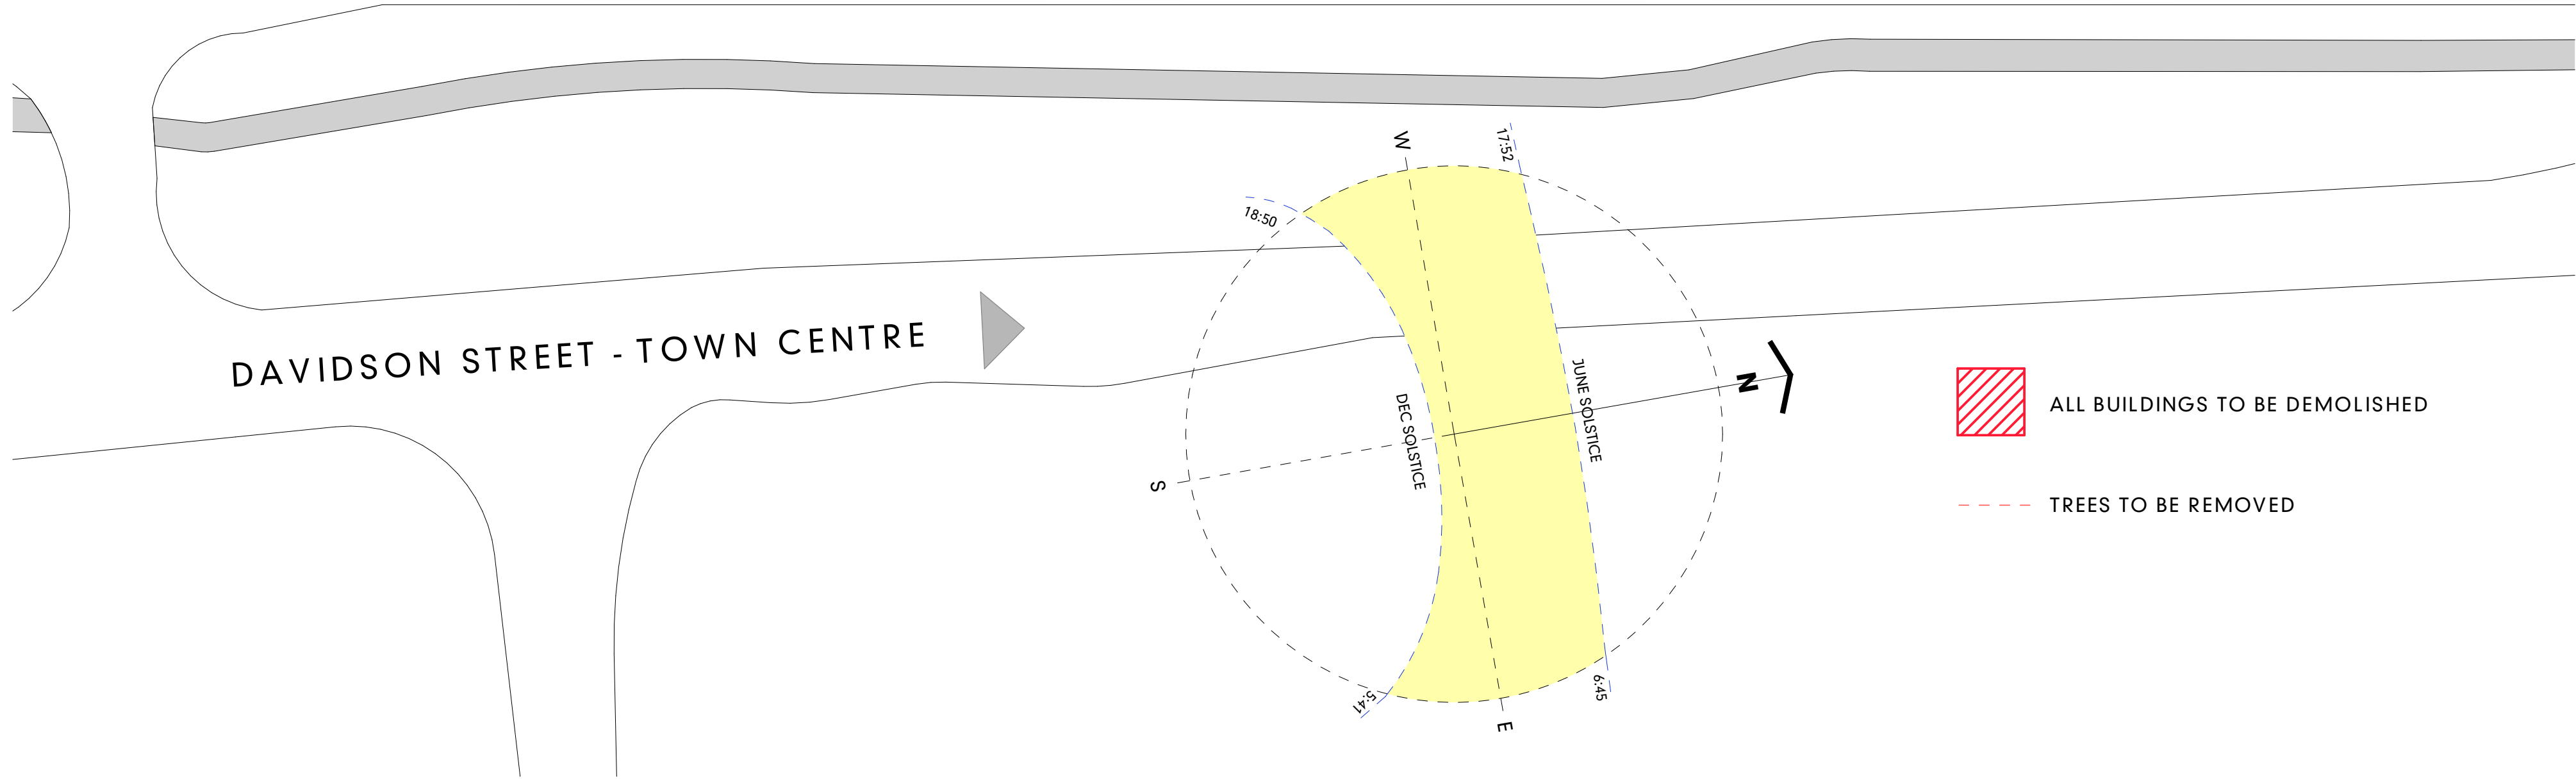 W
17:52
18:50
DAVIDSON STREET - TOWN CENTRE
DEC SOLSTICE
JUNE SOLSTICE
N
S
5:41
6:45
E
ALL BUILDINGS TO BE DEMOLISHED
TREES TO BE REMOVED